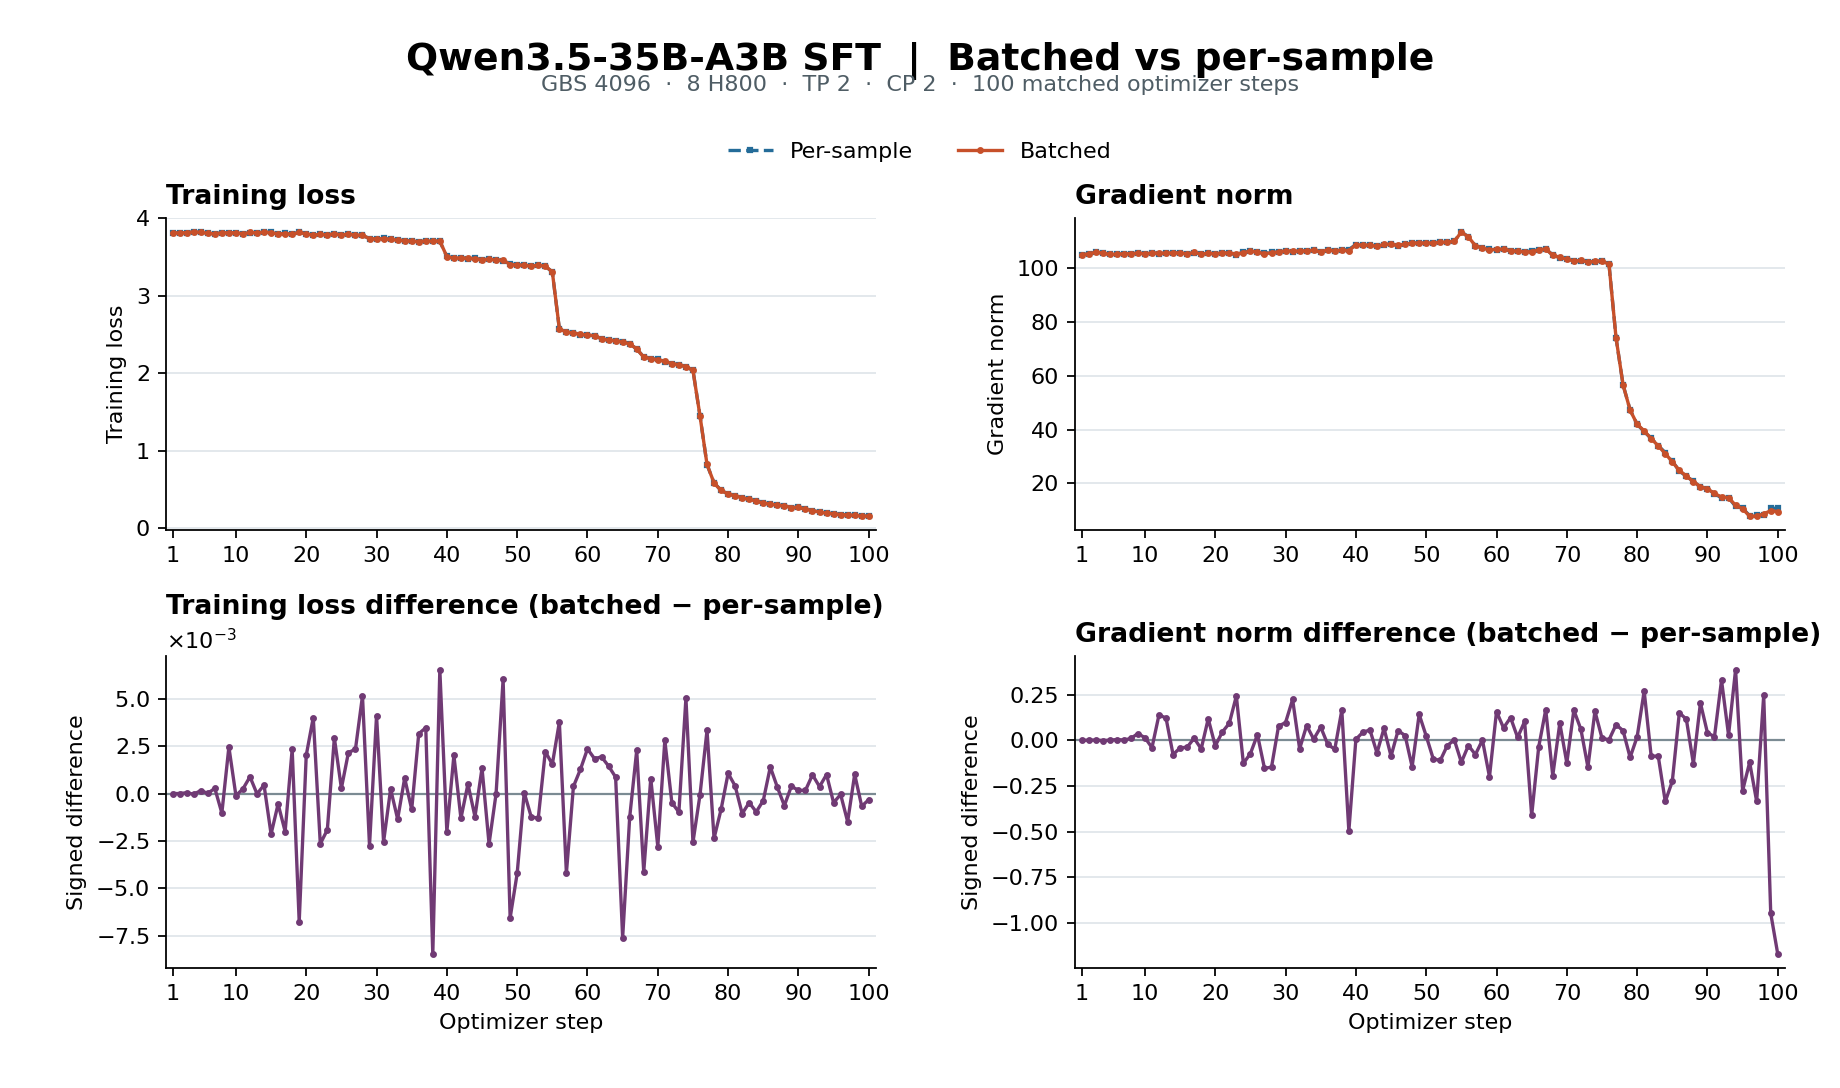 Qwen3.5-35B-A3B SFT | Batched vs per-sample
GBS 4096 · 8 H800 · TP 2 · CP 2 · 100 matched optimizer steps
Per-sample Batched
Training loss
Training loss
4
3
2
1
0
1 10 20 30 40 50 60 70 80 90 100
Gradient norm
Gradient norm
100
80
60
40
20
1 10 20 30 40 50 60 70 80 90 100
Training loss difference (batched − per-sample)
×10⁻³
Signed difference
5.0
2.5
0.0
−2.5
−5.0
−7.5
1 10 20 30 40 50 60 70 80 90 100
Optimizer step
Gradient norm difference (batched − per-sample)
Signed difference
0.25
0.00
−0.25
−0.50
−0.75
−1.00
1 10 20 30 40 50 60 70 80 90 100
Optimizer step